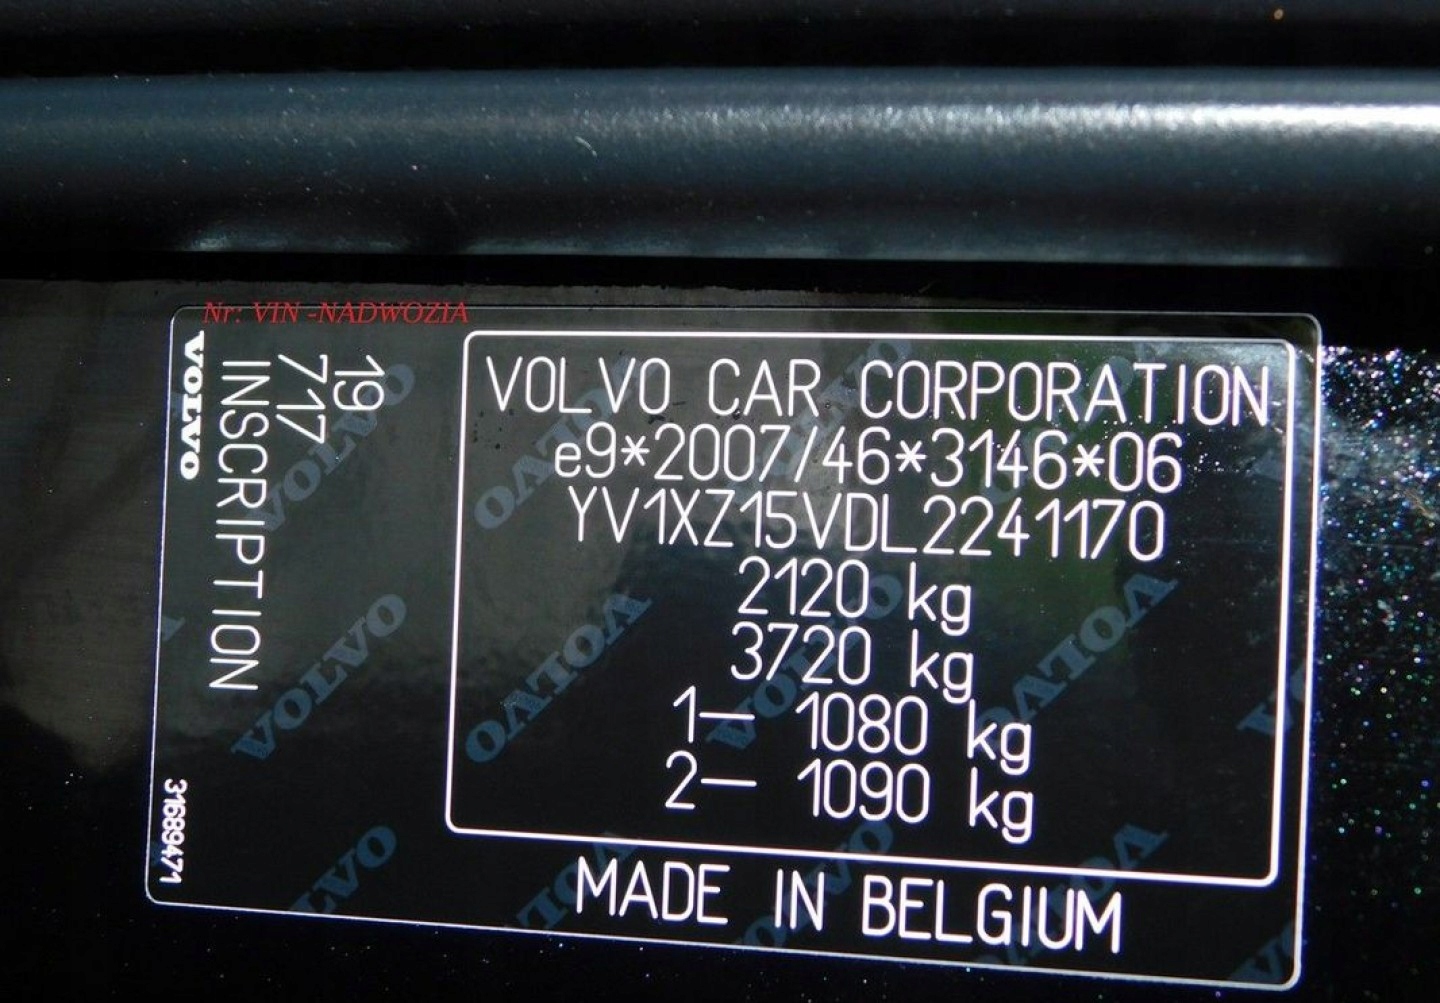 Nr: VIN -NADWOZIA
VOLVO
19
717
INSCRIPTION
31689471
VOLVO CAR CORPORATION
e9*2007/46*3146*06
YV1XZ15VDL2241170
2120 kg
3720 kg
1— 1080 kg
2— 1090 kg
MADE IN BELGIUM